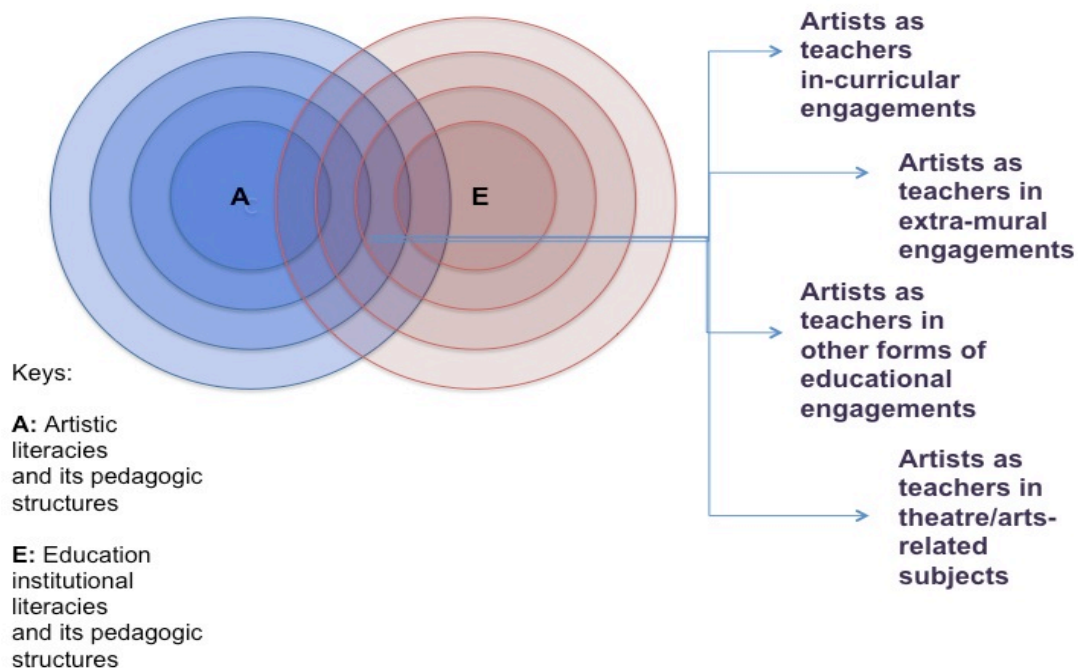 A
E
Artists as
teachers
in-curricular
engagements
Artists as
teachers in
extra-mural
engagements
Artists as
teachers in
other forms of
educational
engagements
Artists as
teachers in
theatre/arts-
related
subjects
Keys:
A: Artistic
literacies
and its pedagogic
structures
E: Education
institutional
literacies
and its pedagogic
structures